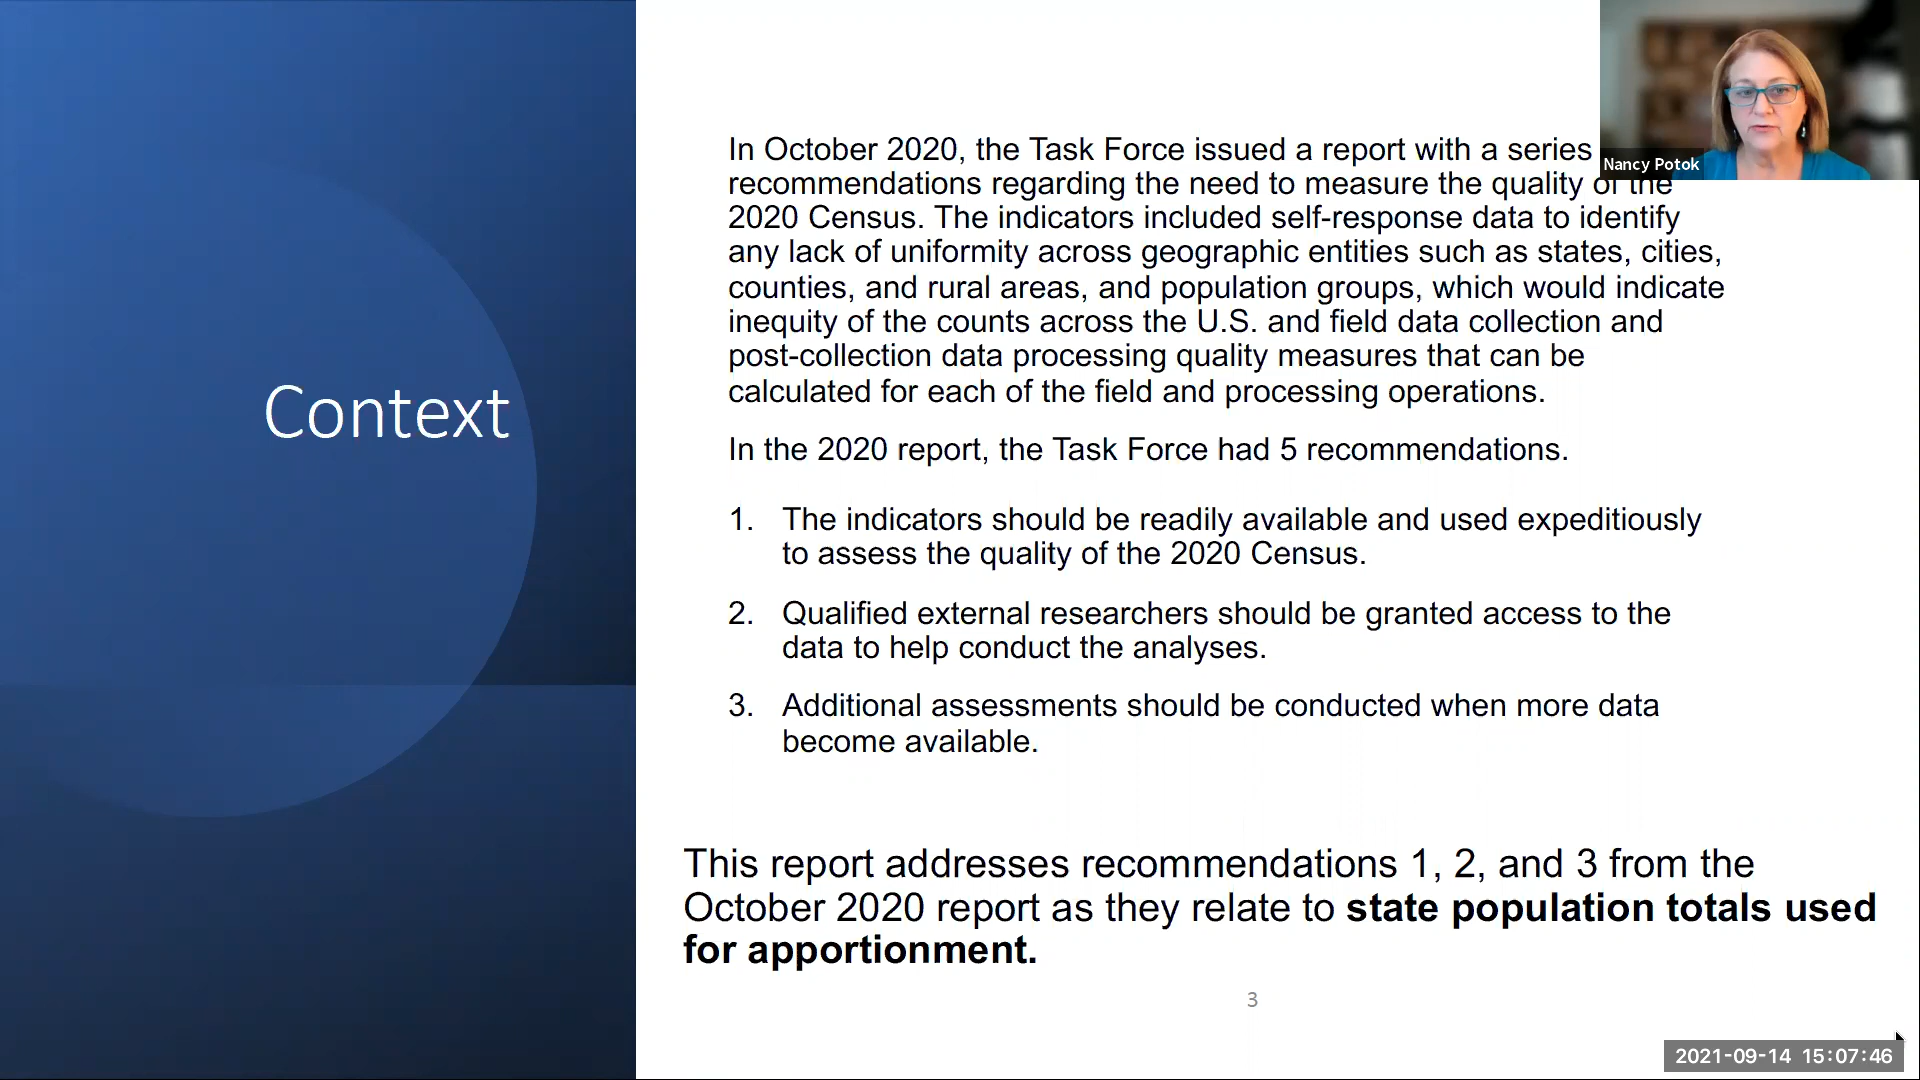 Context
In October 2020, the Task Force issued a report with a series
recommendations regarding the need to measure the quality of the
2020 Census. The indicators included self-response data to identify
any lack of uniformity across geographic entities such as states, cities,
counties, and rural areas, and population groups, which would indicate
inequity of the counts across the U.S. and field data collection and
post-collection data processing quality measures that can be
calculated for each of the field and processing operations.
In the 2020 report, the Task Force had 5 recommendations.
1. The indicators should be readily available and used expeditiously
to assess the quality of the 2020 Census.
2. Qualified external researchers should be granted access to the
data to help conduct the analyses.
3. Additional assessments should be conducted when more data
become available.
This report addresses recommendations 1, 2, and 3 from the
October 2020 report as they relate to state population totals used
for apportionment.
3
Nancy Potok
2021-09-14 15:07:46